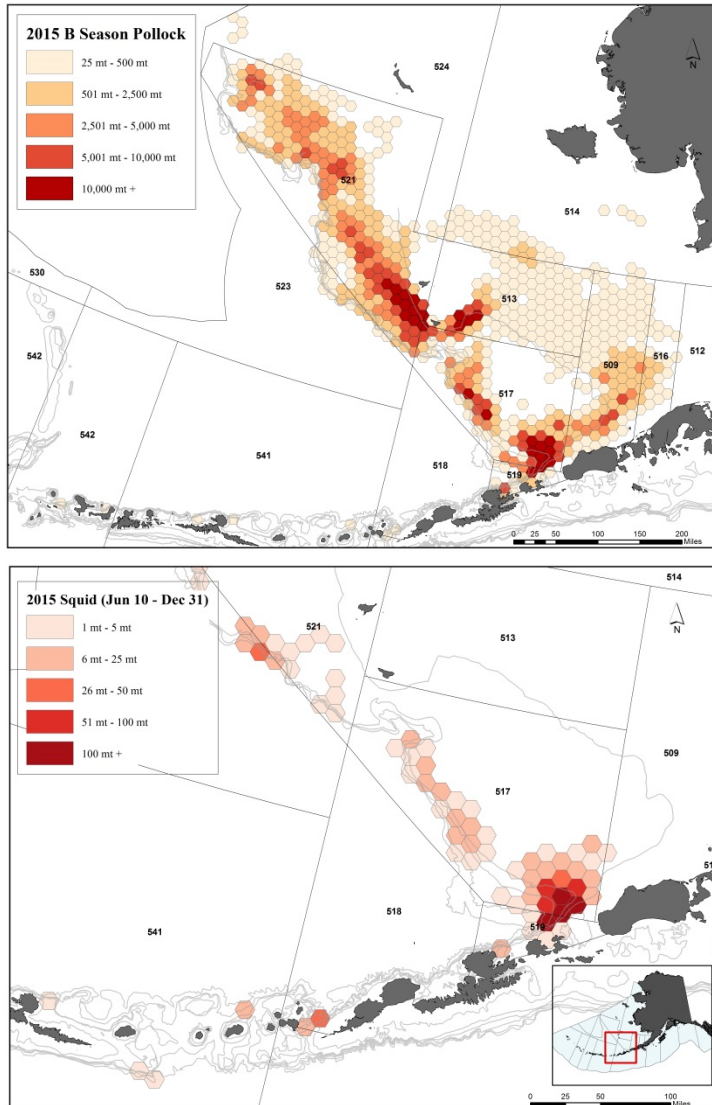 2015 B Season Pollock
25 mt - 500 mt
501 mt - 2,500 mt
2,501 mt - 5,000 mt
5,001 mt - 10,000 mt
10,000 mt +
N
524
521
514
530
523
513
542
516
512
509
517
542
541
518
519
0 25 50 100 150 200
Miles
2015 Squid (Jun 10 - Dec 31)
1 mt - 5 mt
6 mt - 25 mt
26 mt - 50 mt
51 mt - 100 mt
100 mt +
514
N
521
513
509
517
518
519
541
0 25 50 100
Miles